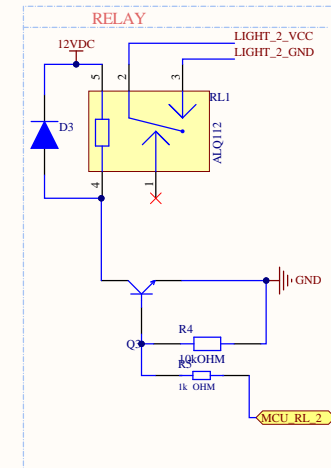 RELAY
12VDC
LIGHT_2_VCC
LIGHT_2_GND
5
2
3
RL1
D3
ALQ112
4
1
GND
R4
Q3
10kOHM
R5
1k OHM
MCU_RL_2